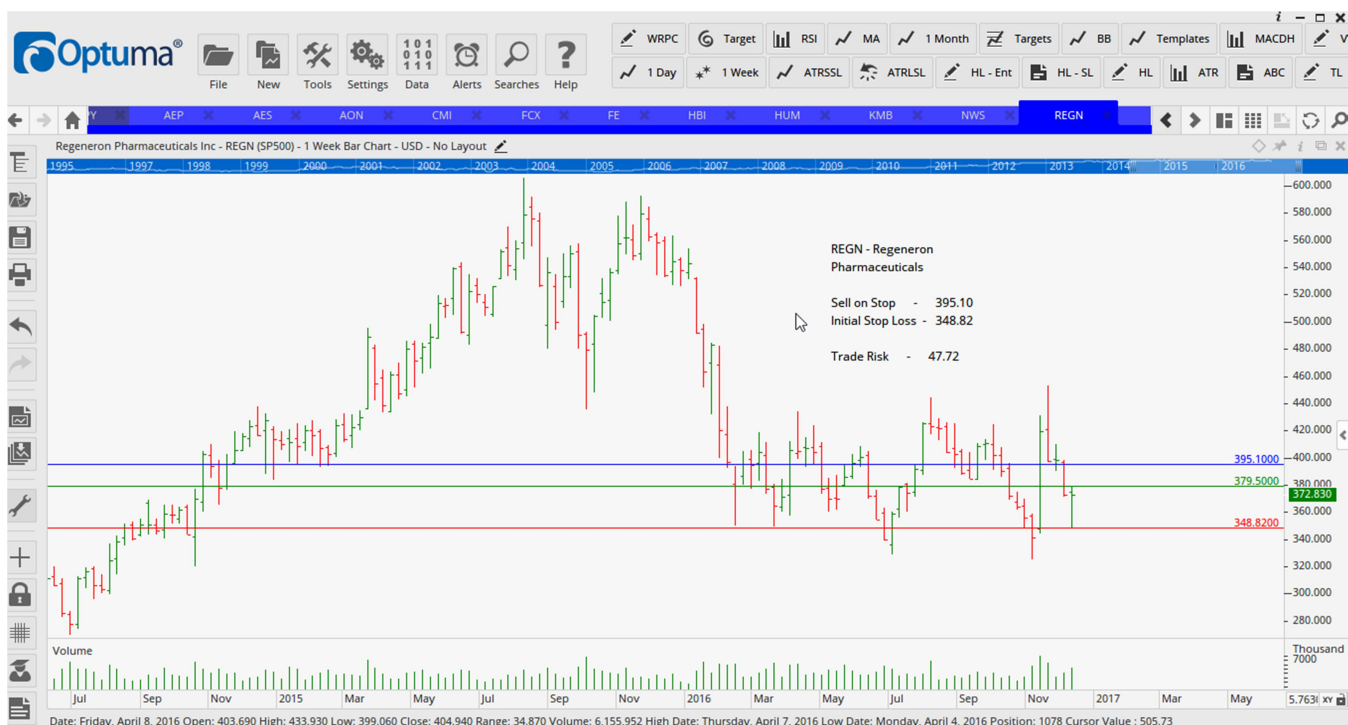 i
Optuma®
WRPC Target RSI MA 1 Month Targets BB Templates MACDH
1 Day 1 Week ATRSSL ATRLSL HL - Ent HL - SL HL ATR ABC TL
File New Tools Settings Data Alerts Searches Help
AEP AES AON CMI FCX FE HBI HUM KMB NWS REGN
Regeneron Pharmaceuticals Inc - REGN (SP500) - 1 Week Bar Chart - USD - No Layout
1995 1997 1998 1999 2000 2001 2002 2003 2004 2005 2006 2007 2008 2009 2010 2011 2012 2013 2014 2015 2016
600.000
580.000
560.000
540.000
520.000
500.000
480.000
460.000
440.000
420.000
400.000
380.000
360.000
340.000
320.000
300.000
280.000
REGN - Regeneron
Pharmaceuticals
Sell on Stop - 395.10
Initial Stop Loss - 348.82
Trade Risk - 47.72
395.1000
379.5000
372.830
348.8200
Volume
Thousand
7000
Jul Sep Nov 2015 Mar May Jul Sep Nov 2016 Mar May Jul Sep Nov 2017 Mar May
XY
Date: Friday, April 8, 2016 Open: 403.690 High: 433.930 Low: 399.060 Close: 404.940 Range: 34.870 Volume: 6,155,952 High Date: Thursday, April 7, 2016 Low Date: Monday, April 4, 2016 Position: 1078 Cursor Value : 505.73